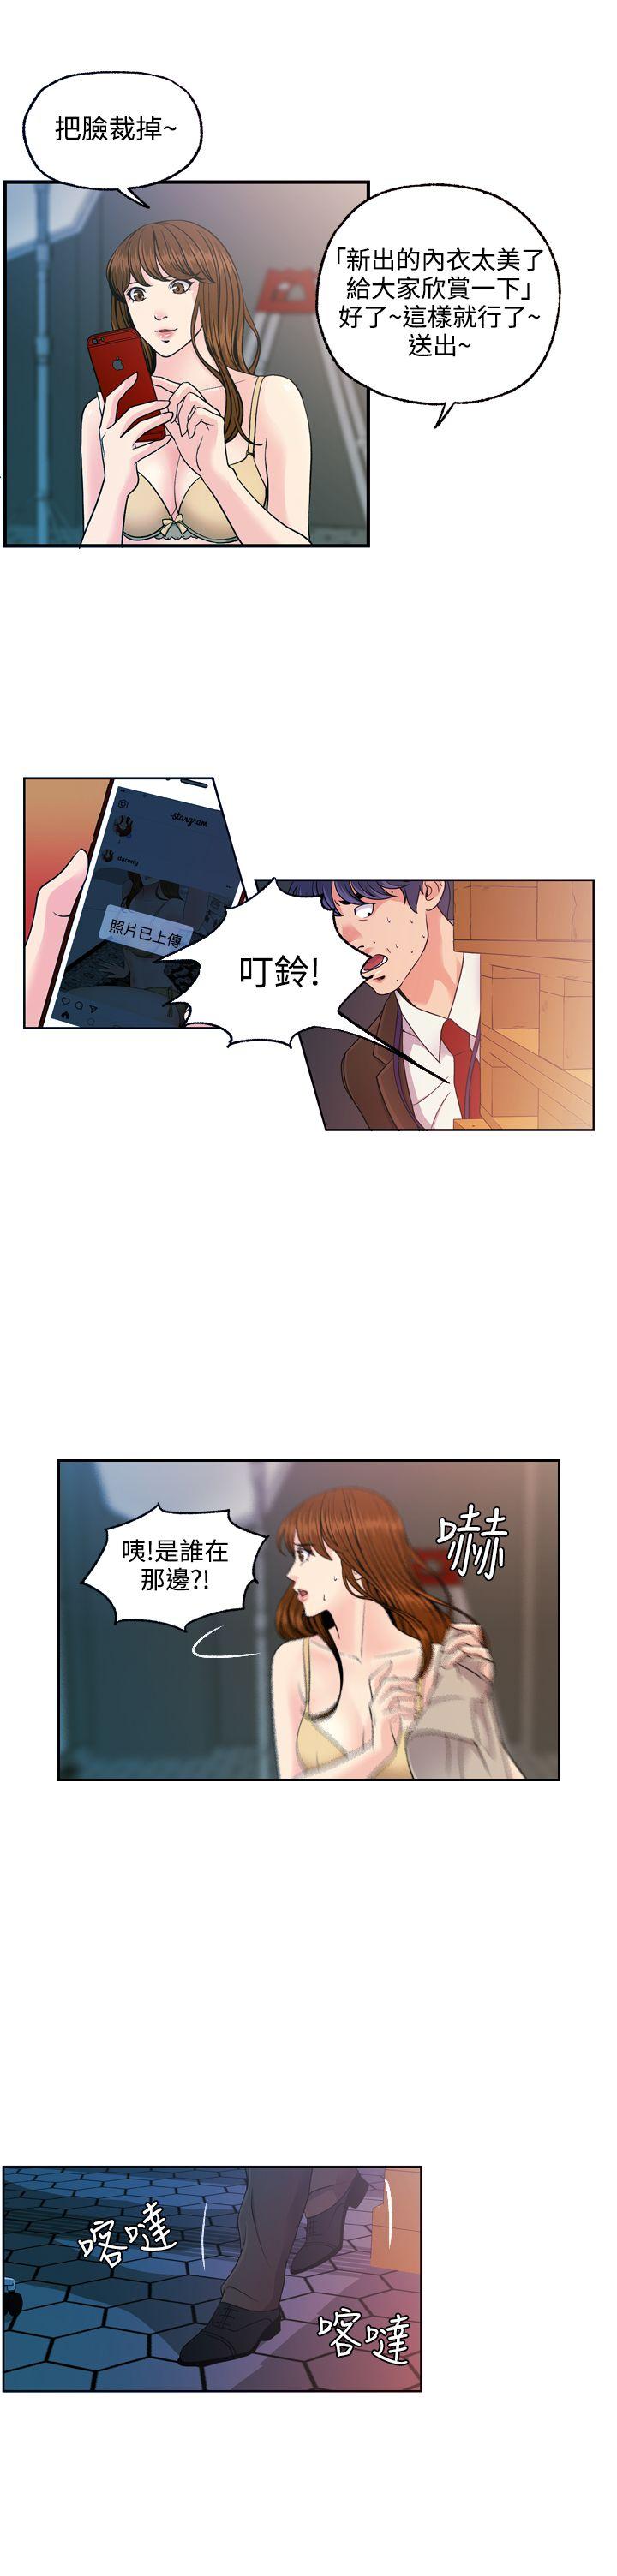 把臉裁掉~
「新出的內衣太美了
給大家欣賞一下」
好了~這樣就行了~
送出~
-stargram
darong
照片已上傳
叮鈴!
咦!是誰在
那邊?!
嚇
喀噠
喀噠